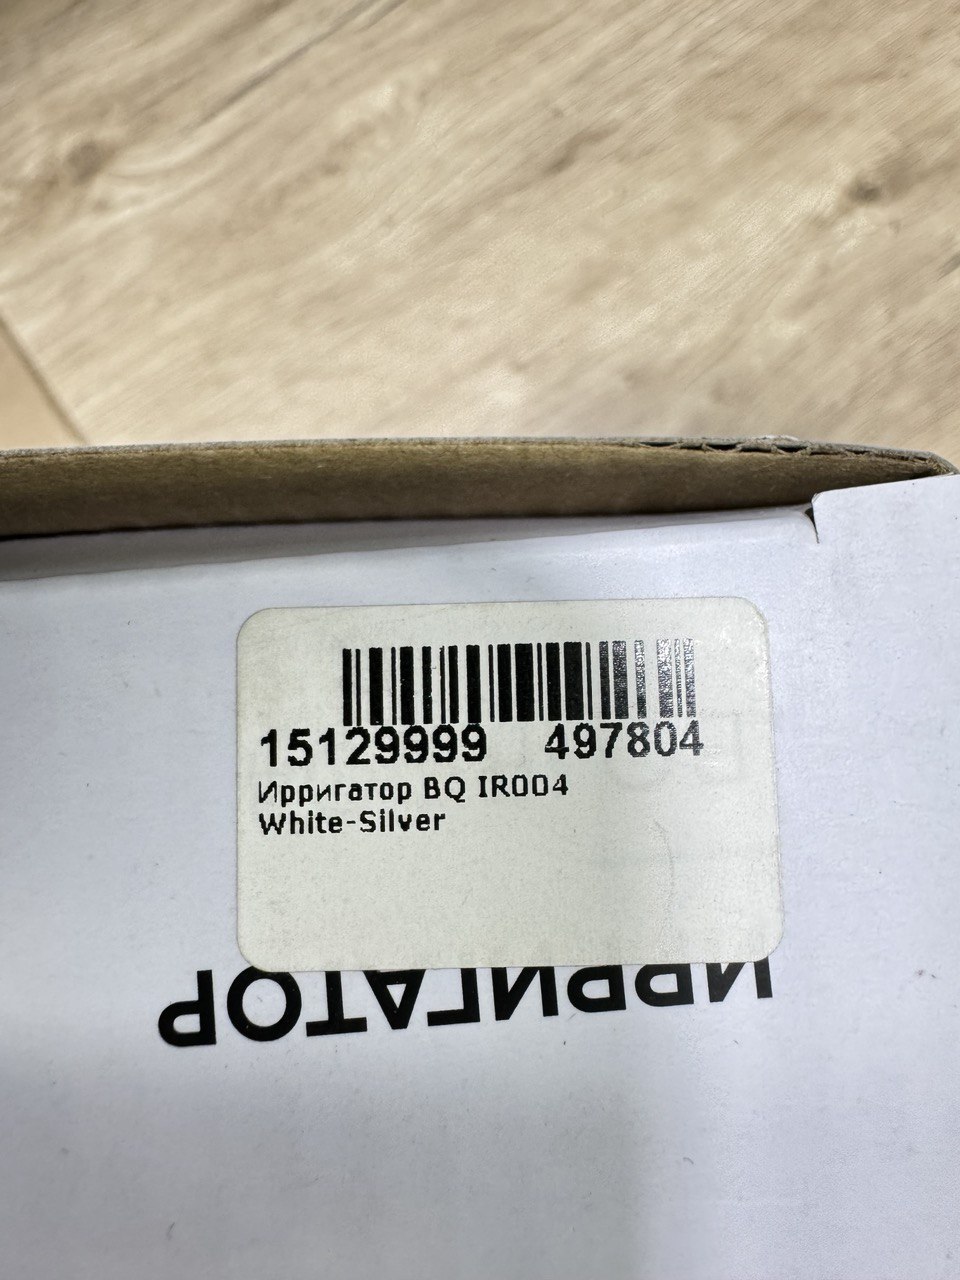 15129999 497804
Ирригатор BQ IR004
White-Silver
ИРРИГАТОР